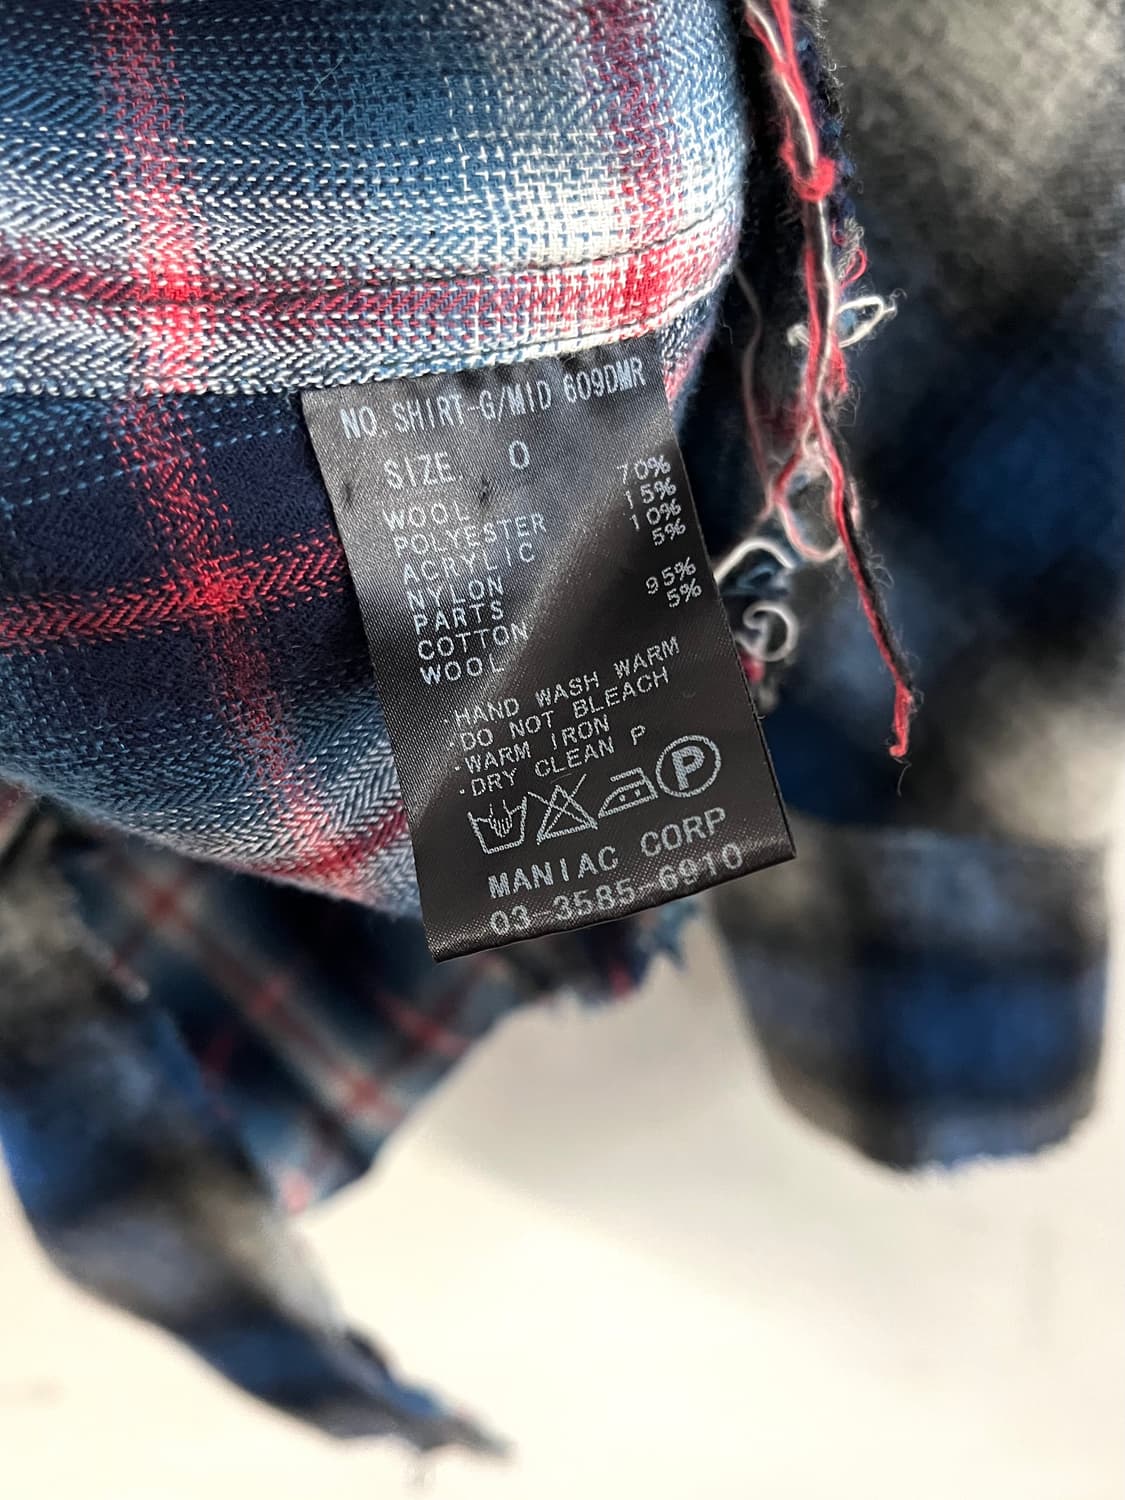 NO. SHIRT-G/MID 609DMR
SIZE 0
WOOL 70%
POLYESTER 15%
ACRYLIC 10%
NYLON 5%
PARTS
COTTON 95%
WOOL 5%
·HAND WASH WARM
·DO NOT BLEACH
·WARM IRON
·DRY CLEAN P
P
MANIAC CORP
03-3585-6910